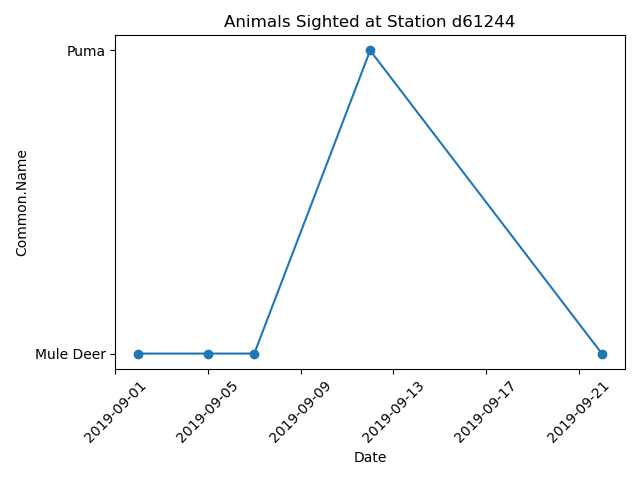 Animals Sighted at Station d61244
Puma
Common.Name
Mule Deer
2019-09-01
2019-09-05
2019-09-09
2019-09-13
2019-09-17
2019-09-21
Date